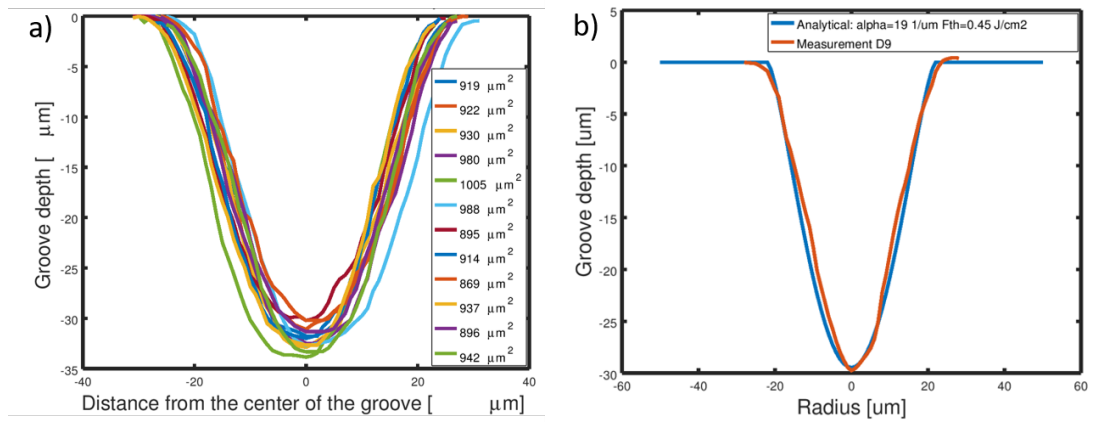 a)
0
-5
-10
-15
-20
-25
-30
-35
-40
-20
0
20
40
Groove depth [ μm]
Distance from the center of the groove [ μm]
919 μm²
922 μm²
930 μm²
980 μm²
1005 μm²
988 μm²
895 μm²
914 μm²
869 μm²
937 μm²
896 μm²
942 μm²
b)
5
0
-5
-10
-15
-20
-25
-30
-60
-40
-20
0
20
40
60
Groove depth [um]
Radius [um]
Analytical: alpha=19 1/um Fth=0.45 J/cm2
Measurement D9